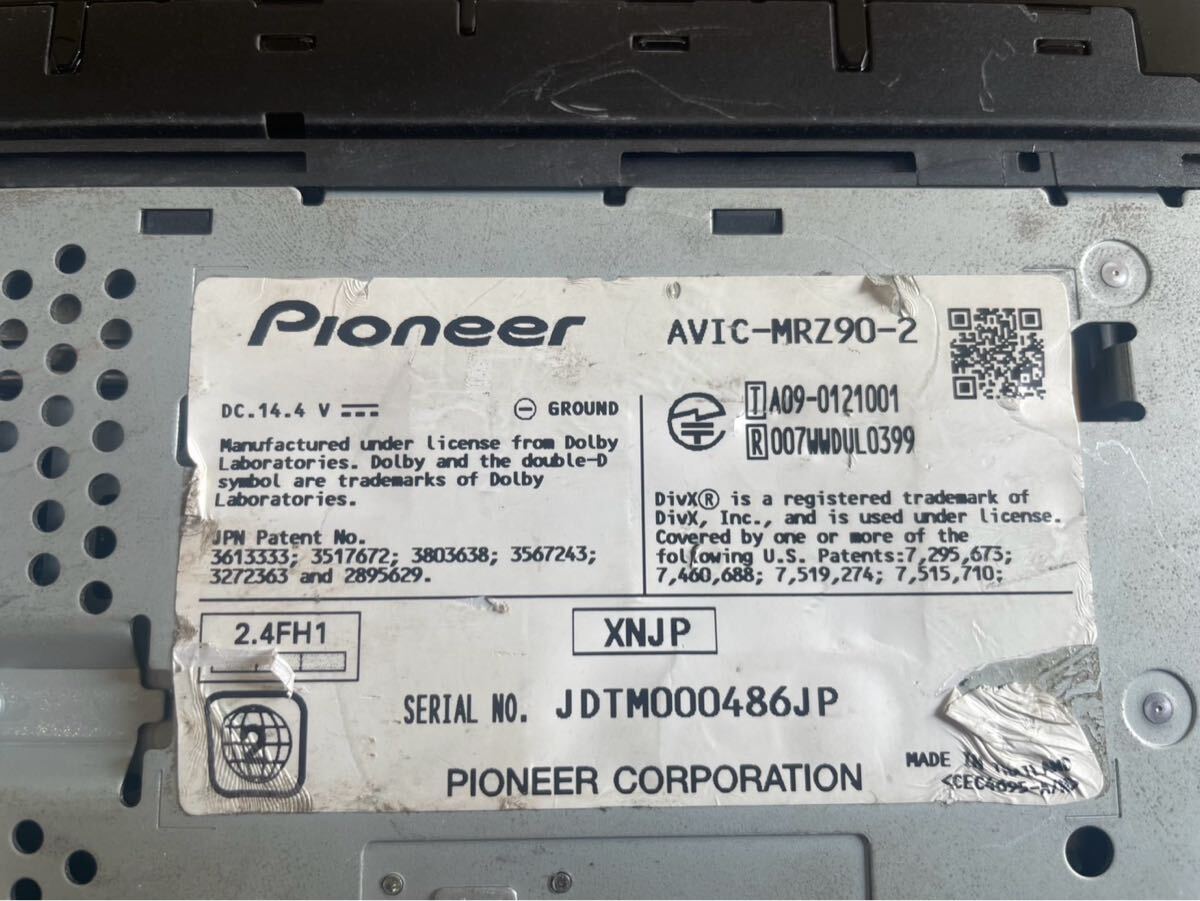 Pioneer
AVIC-MRZ90-2
DC.14.4 V
GROUND
Manufactured under license from Dolby
Laboratories. Dolby and the double-D
symbol are trademarks of Dolby
Laboratories.
JPN Patent No.
3613333; 3517672; 3803638; 3567243;
3272363 and 2895629.
T A09-0121001
R 007WWDUL0399
DivX® is a registered trademark of
DivX, Inc., and is used under license.
Covered by one or more of the
following U.S. Patents:7,295,673;
7,460,688; 7,519,274; 7,515,710;
2.4FH1
XNJP
2
SERIAL NO. JDTM000486JP
PIONEER CORPORATION
MADE IN THAILAND